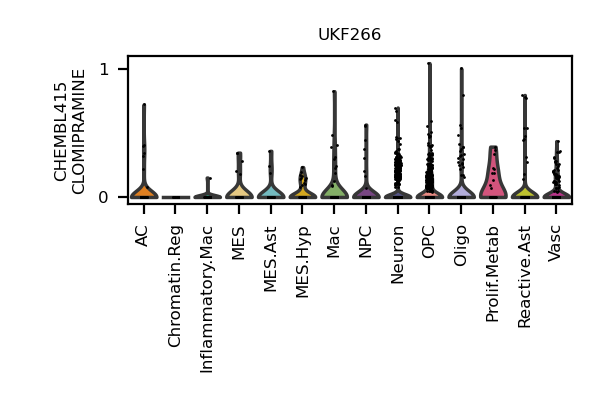 UKF266
CHEMBL415
CLOMIPRAMINE
1
0
AC
Chromatin.Reg
Inflammatory.Mac
MES
MES.Ast
MES.Hyp
Mac
NPC
Neuron
OPC
Oligo
Prolif.Metab
Reactive.Ast
Vasc